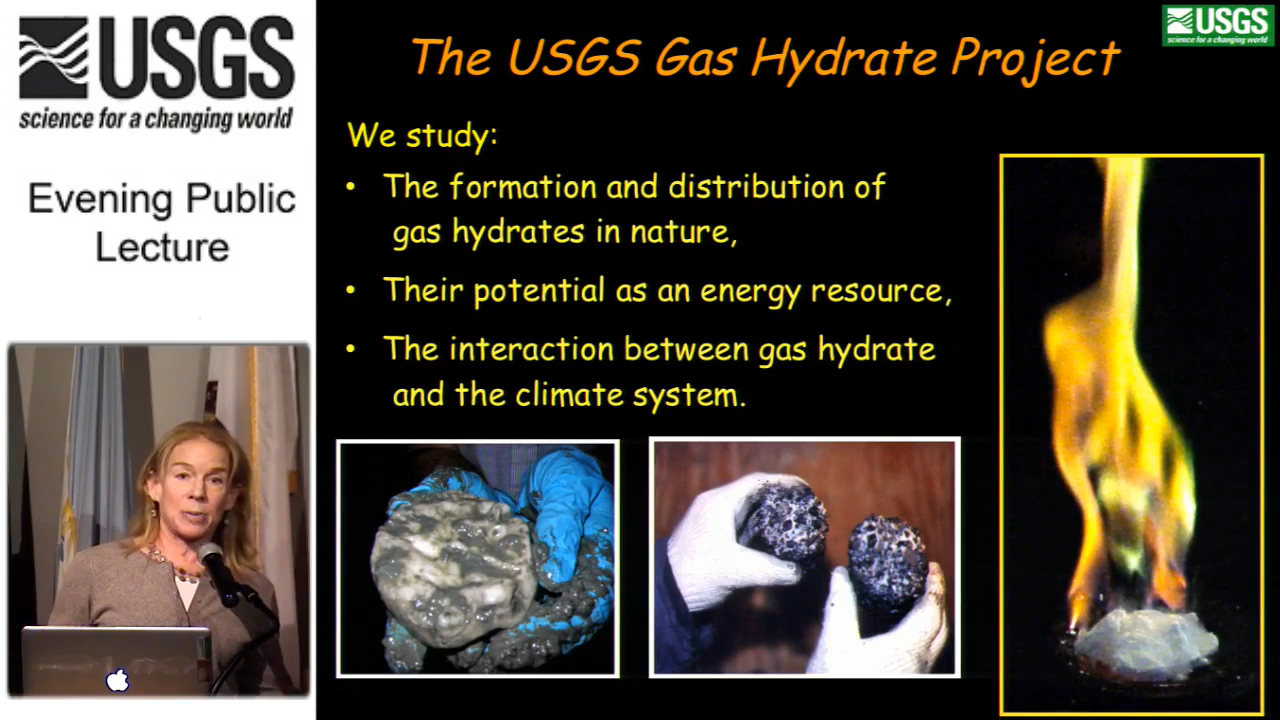 USGS
science for a changing world
Evening Public
Lecture
The USGS Gas Hydrate Project
USGS
science for a changing world
We study:
• The formation and distribution of
gas hydrates in nature,
• Their potential as an energy resource,
• The interaction between gas hydrate
and the climate system.